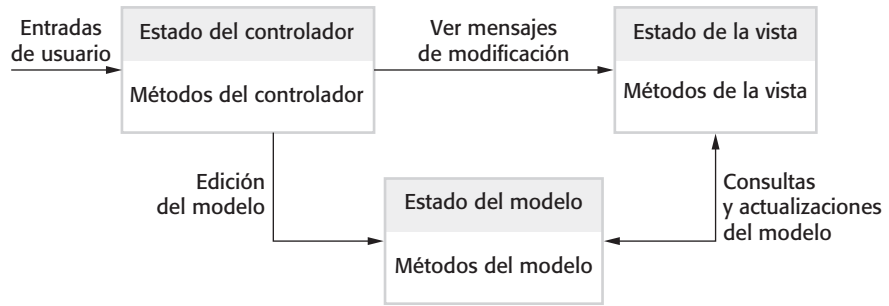 Entradas
de usuario
Estado del controlador
Métodos del controlador
Ver mensajes
de modificación
Estado de la vista
Métodos de la vista
Edición
del modelo
Estado del modelo
Métodos del modelo
Consultas
y actualizaciones
del modelo